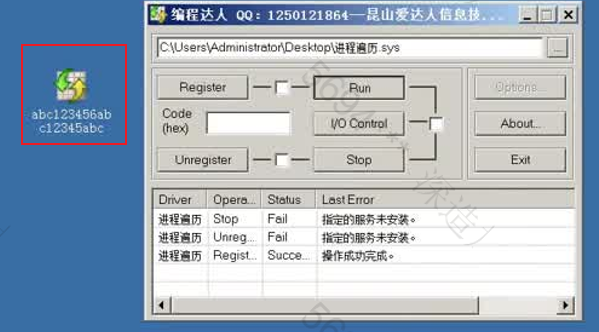 编程达人 QQ：1250121864—昆山爱达人信息技...
C:\Users\Administrator\Desktop\进程遍历.sys
...
Register
Run
Options...
abc123456ab
c12345abc
Code
(hex)
I/O Control
About...
Unregister
Stop
Exit
Driver Opera... Status Last Error
进程遍历 Stop Fail 指定的服务未安装。
进程遍历 Unreg... Fail 指定的服务未安装。
进程遍历 Regist... Succe... 操作成功完成。